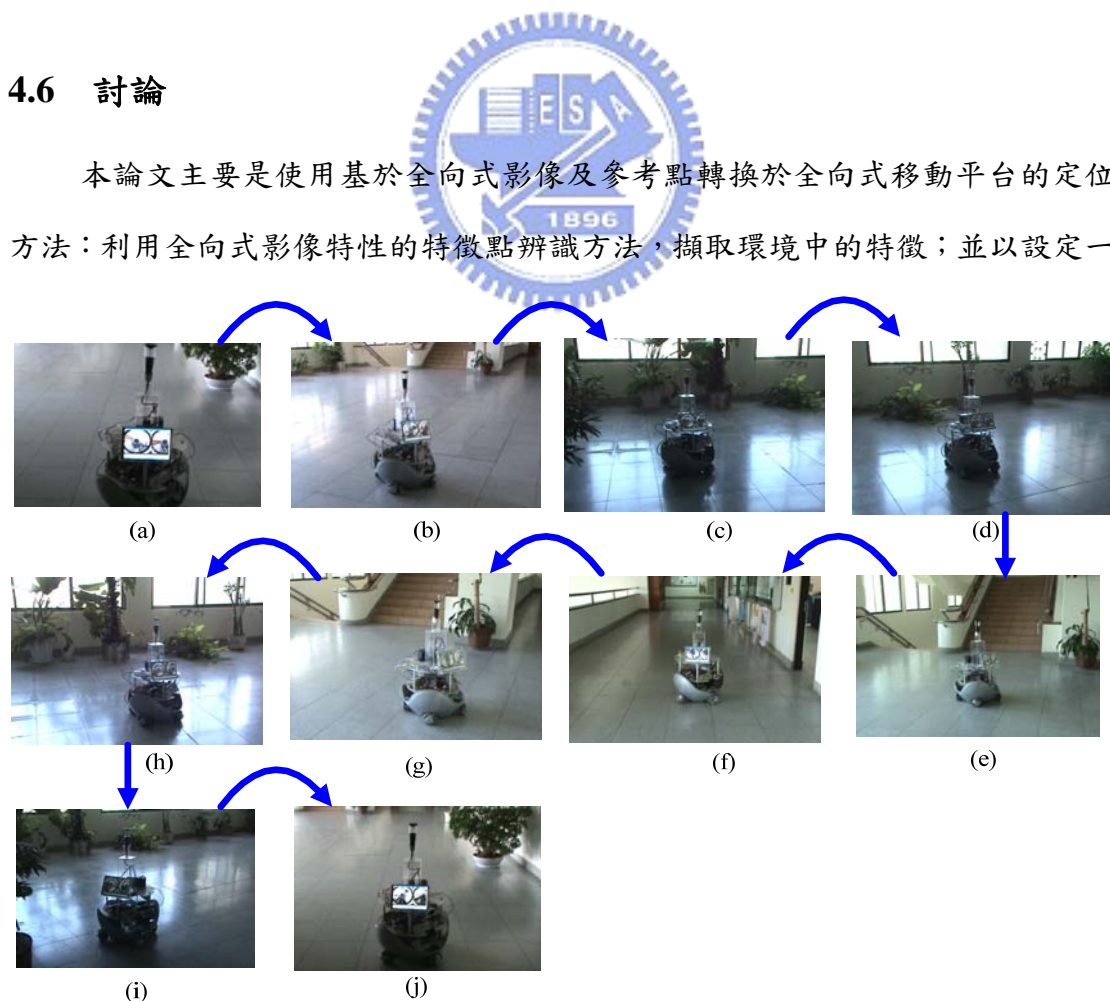 4.6 討論
ESA
1896
本論文主要是使用基於全向式影像及參考點轉換於全向式移動平台的定位
方法：利用全向式影像特性的特徵點辨識方法，擷取環境中的特徵；並以設定一
(a) (b) (c) (d)
(h) (g) (f) (e)
(i) (j)